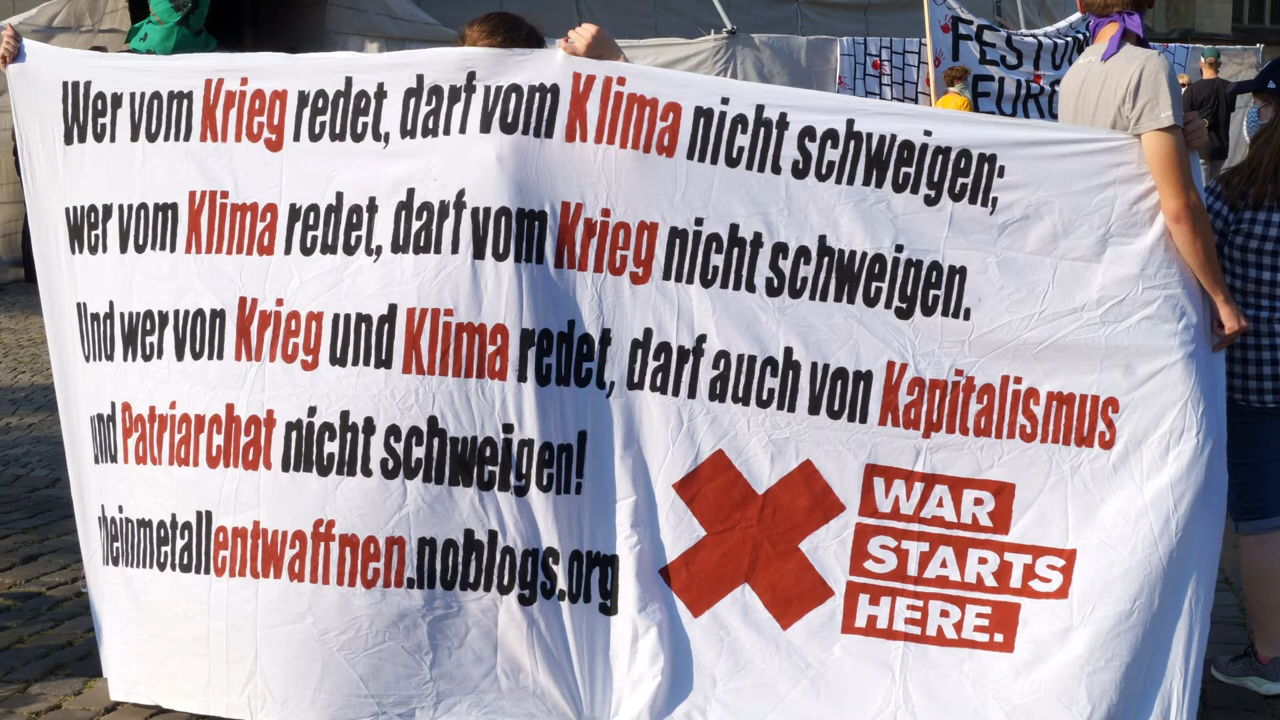 Wer vom Krieg redet, darf vom Klima nicht schweigen;
wer vom Klima redet, darf vom Krieg nicht schweigen.
Und wer von Krieg und Klima redet, darf auch von Kapitalismus
und Patriarchat nicht schweigen!
rheinmetallentwaffnen.noblogs.org
WAR
STARTS
HERE.